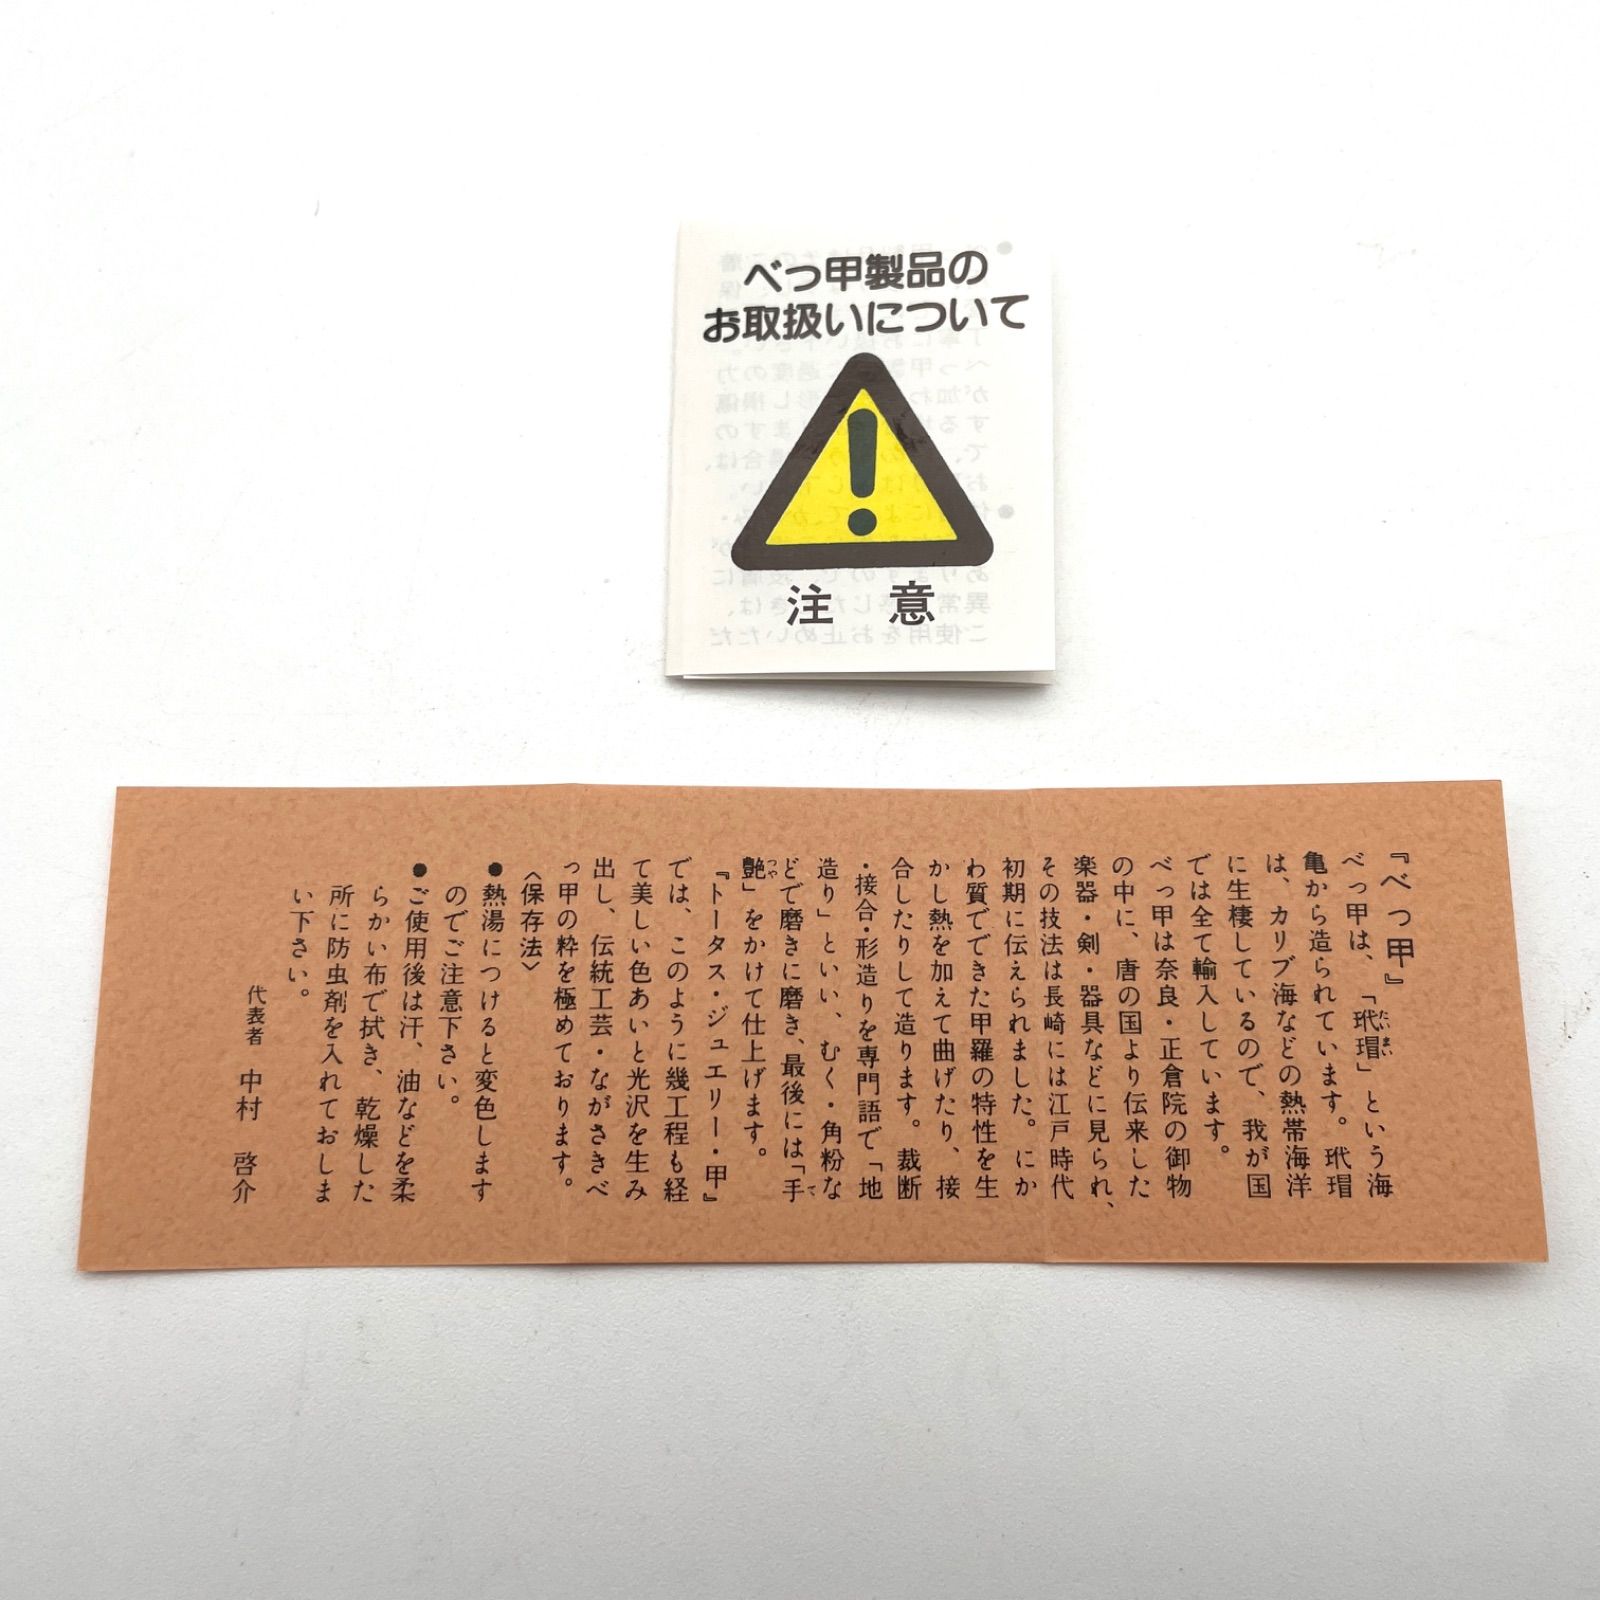 べっ甲製品の
お取扱いについて
注 意
『べっ甲』
べっ甲は、「玳瑁」という海
たいまい
亀から造られています。玳瑁
は、カリブ海などの熱帯海洋
に生棲しているので、我が国
では全て輸入しています。
べっ甲は奈良・正倉院の御物
の中に、唐の国より伝来した
楽器・剣・器具などに見られ、
その技法は長崎には江戸時代
初期に伝えられました。にか
わ質でできた甲羅の特性を生
かし熱を加えて曲げたり、接
合したりして造ります。裁断
・接合・形造りを専門語で「地
造り」といい、むく・角粉な
どで磨きに磨き、最後には「手
て
艶」をかけて仕上げます。
つや
『トータス・ジュエリー・甲』
では、このように幾工程も経
て美しい色あいと光沢を生み
出し、伝統工芸・ながさきべ
っ甲の粋を極めております。
〈保存法〉
●熱湯につけると変色します
のでご注意下さい。
●ご使用後は汗、油などを柔
らかい布で拭き、乾燥した
所に防虫剤を入れておしま
い下さい。
代表者 中村 啓介